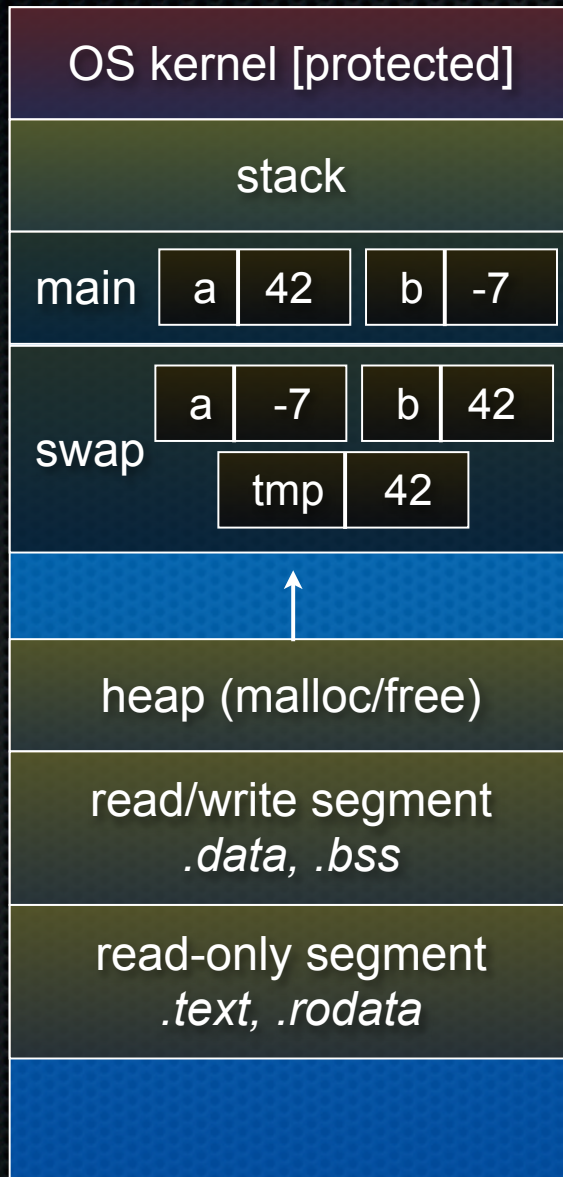 OS kernel [protected]
stack
main a 42 b -7
swap a -7 b 42
tmp 42
heap (malloc/free)
read/write segment
.data, .bss
read-only segment
.text, .rodata